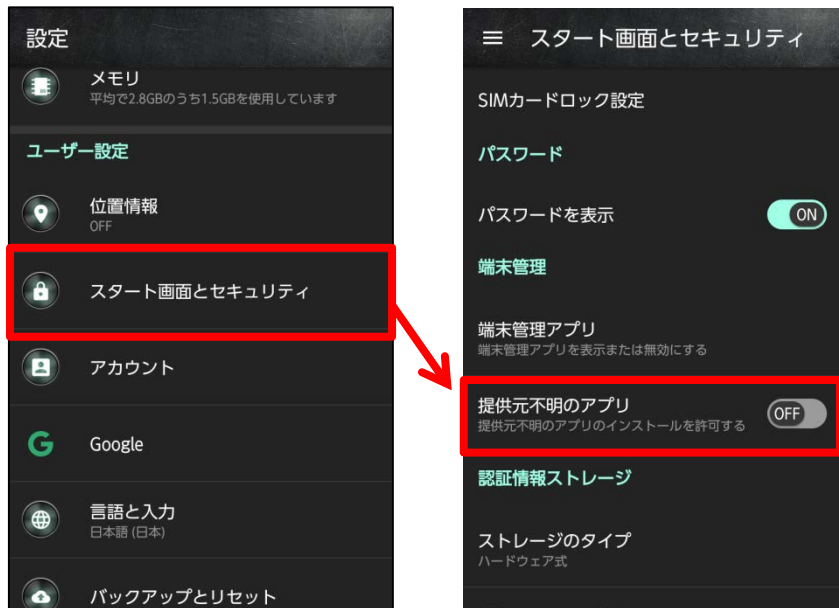 設定
メモリ
平均で2.8GBのうち1.5GBを使用しています
ユーザー設定
位置情報
OFF
スタート画面とセキュリティ
アカウント
Google
言語と入力
日本語 (日本)
バックアップとリセット
スタート画面とセキュリティ
SIMカードロック設定
パスワード
パスワードを表示
ON
端末管理
端末管理アプリ
端末管理アプリを表示または無効にする
提供元不明のアプリ
提供元不明のアプリのインストールを許可する
OFF
認証情報ストレージ
ストレージのタイプ
ハードウェア式